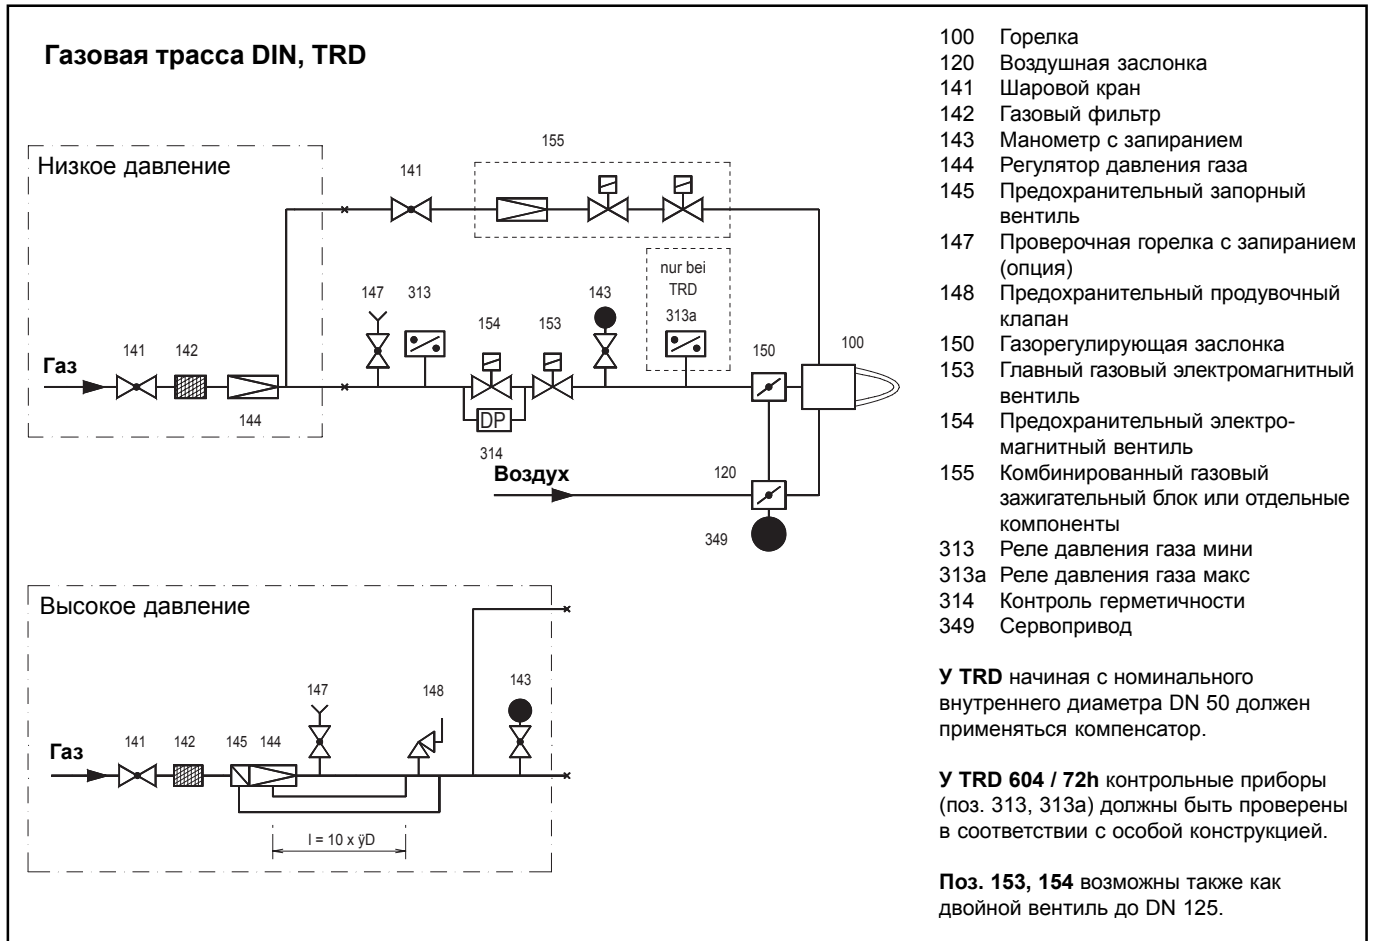 Газовая трасса DIN, TRD
Низкое давление
155
141
nur bei
TRD
313a
147
313
154
153
143
150
100
Газ
141
142
144
DP
314
Воздух
120
349
Высокое давление
147
148
143
Газ
141
142
145
144
l = 10 x ÿD
100 Горелка
120 Воздушная заслонка
141 Шаровой кран
142 Газовый фильтр
143 Манометр с запиранием
144 Регулятор давления газа
145 Предохранительный запорный
вентиль
147 Проверочная горелка с запиранием
(опция)
148 Предохранительный продувочный
клапан
150 Газорегулирующая заслонка
153 Главный газовый электромагнитный
вентиль
154 Предохранительный электро-
магнитный вентиль
155 Комбинированный газовый
зажигательный блок или отдельные
компоненты
313 Реле давления газа мини
313а Реле давления газа макс
314 Контроль герметичности
349 Сервопривод
У TRD начиная с номинального
внутреннего диаметра DN 50 должен
применяться компенсатор.
У TRD 604 / 72h контрольные приборы
(поз. 313, 313а) должны быть проверены
в соответствии с особой конструкцией.
Поз. 153, 154 возможны также как
двойной вентиль до DN 125.